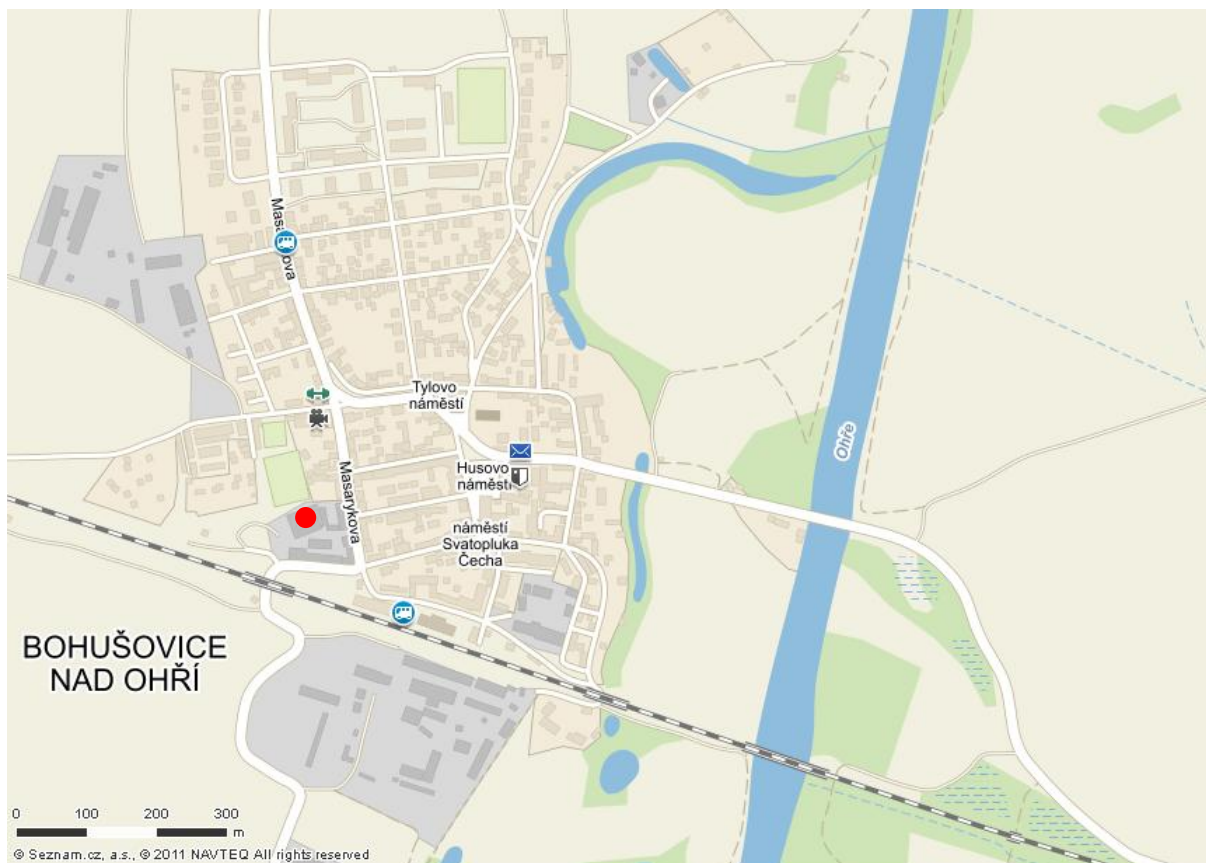 Masarykova
Tylovo
náměstí
Husovo
náměstí
Masarykova
náměstí
Svatopluka
Čecha
Ohře
BOHUŠOVICE
NAD OHŘÍ
0 100 200 300
m
© Seznam.cz, a.s., © 2011 NAVTEQ All rights reserved